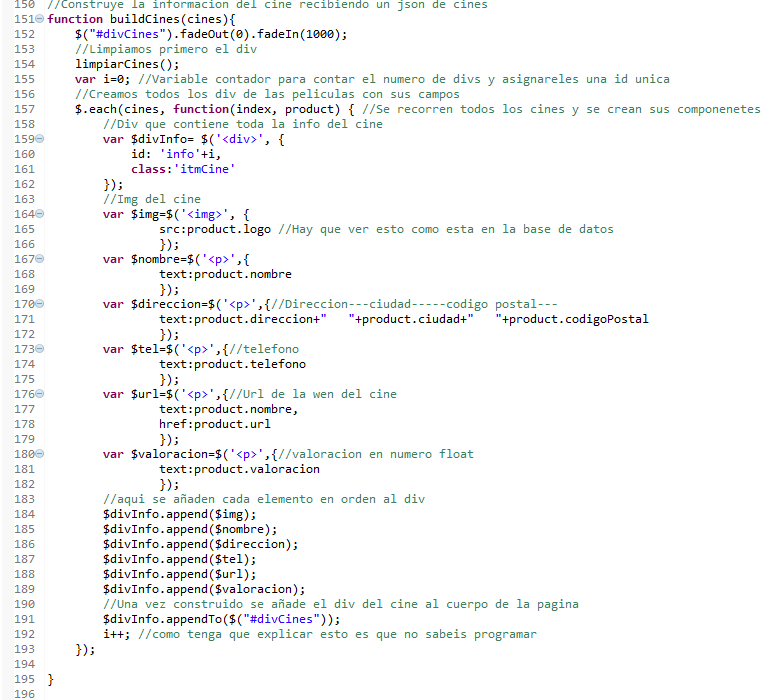 150 //Construye la informacion del cine recibiendo un json de cines
151 function buildCines(cines){
152 $("#divCines").fadeOut(0).fadeIn(1000);
153 //Limpiamos primero el div
154 limpiarCines();
155 var i=0; //Variable contador para contar el numero de divs y asignareles una id unica
156 //Creamos todos los div de las peliculas con sus campos
157 $.each(cines, function(index, product) { //Se recorren todos los cines y se crean sus componenetes
158 //Div que contiene toda la info del cine
159 var $divInfo= $('<div>', {
160 id: 'info'+i,
161 class:'itmCine'
162 });
163 //Img del cine
164 var $img=$('<img>', {
165 src:product.logo //Hay que ver esto como esta en la base de datos
166 });
167 var $nombre=$('<p>',{
168 text:product.nombre
169 });
170 var $direccion=$('<p>',{//Direccion---ciudad-----codigo postal---
171 text:product.direccion+"   "+product.ciudad+"   "+product.codigoPostal
172 });
173 var $tel=$('<p>',{//telefono
174 text:product.telefono
175 });
176 var $url=$('<p>',{//Url de la wen del cine
177 text:product.nombre,
178 href:product.url
179 });
180 var $valoracion=$('<p>',{//valoracion en numero float
181 text:product.valoracion
182 });
183 //aqui se añaden cada elemento en orden al div
184 $divInfo.append($img);
185 $divInfo.append($nombre);
186 $divInfo.append($direccion);
187 $divInfo.append($tel);
188 $divInfo.append($url);
189 $divInfo.append($valoracion);
190 //Una vez construido se añade el div del cine al cuerpo de la pagina
191 $divInfo.appendTo($("#divCines"));
192 i++; //como tenga que explicar esto es que no sabeis programar
193 });
194
195 }
196